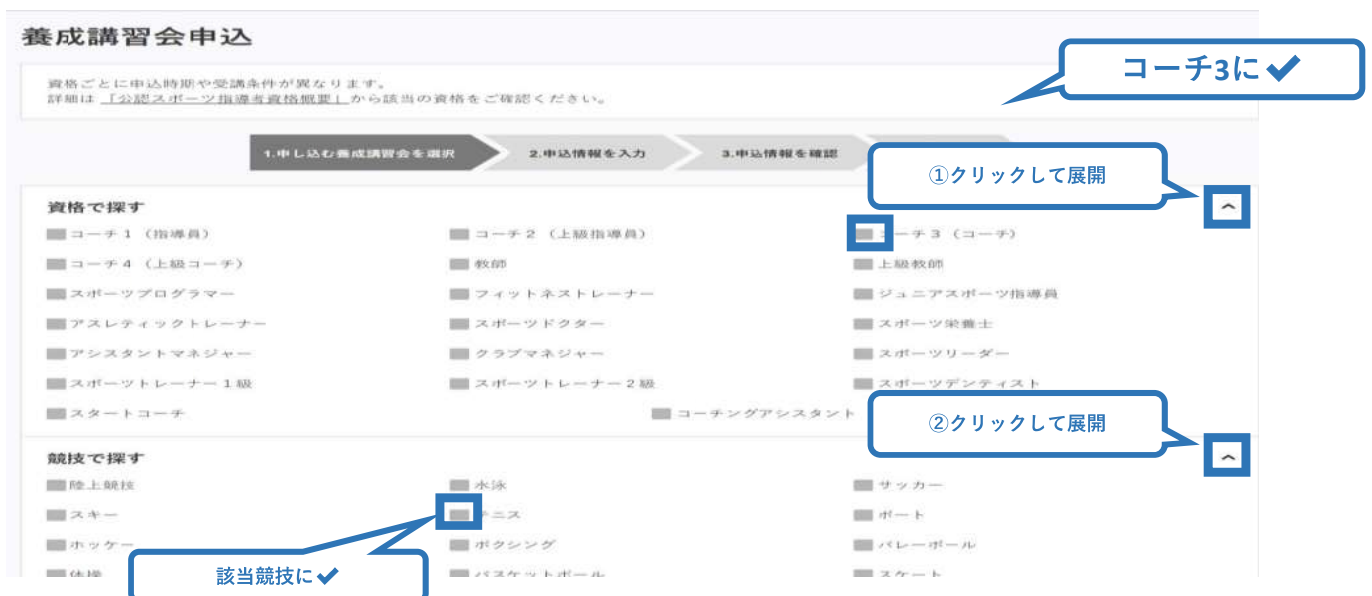 養成講習会申込
コーチ3に✔
資格ごとに申込時期や受講条件が異なります。
詳細は 「公認スポーツ指導者資格概要」 から該当の資格をご確認ください。
1.申し込む養成講習会を選択 2.申込情報を入力 3.申込情報を確認
①クリックして展開
資格で探す
コーチ1 (指導員) コーチ2 (上級指導員) コーチ3 (コーチ)
コーチ4 (上級コーチ) 教師 上級教師
スポーツプログラマー フィットネストレーナー ジュニアスポーツ指導員
アスレティックトレーナー スポーツドクター スポーツ栄養士
アシスタントマネジャー クラブマネジャー スポーツリーダー
スポーツトレーナー1級 スポーツトレーナー2級 スポーツデンティスト
スタートコーチ コーチングアシスタント
②クリックして展開
競技で探す
陸上競技 水泳 サッカー
スキー テニス ボート
ホッケー ボクシング バレーボール
体操 バスケットボール スケート
該当競技に✔